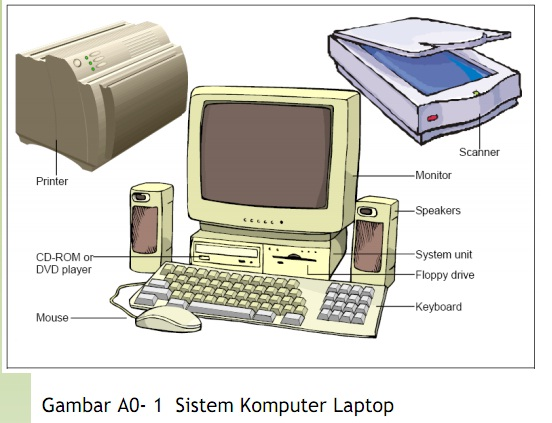 Scanner
Printer
Monitor
Speakers
CD-ROM or
DVD player
System unit
Floppy drive
Keyboard
Mouse
Gambar A0- 1 Sistem Komputer Laptop